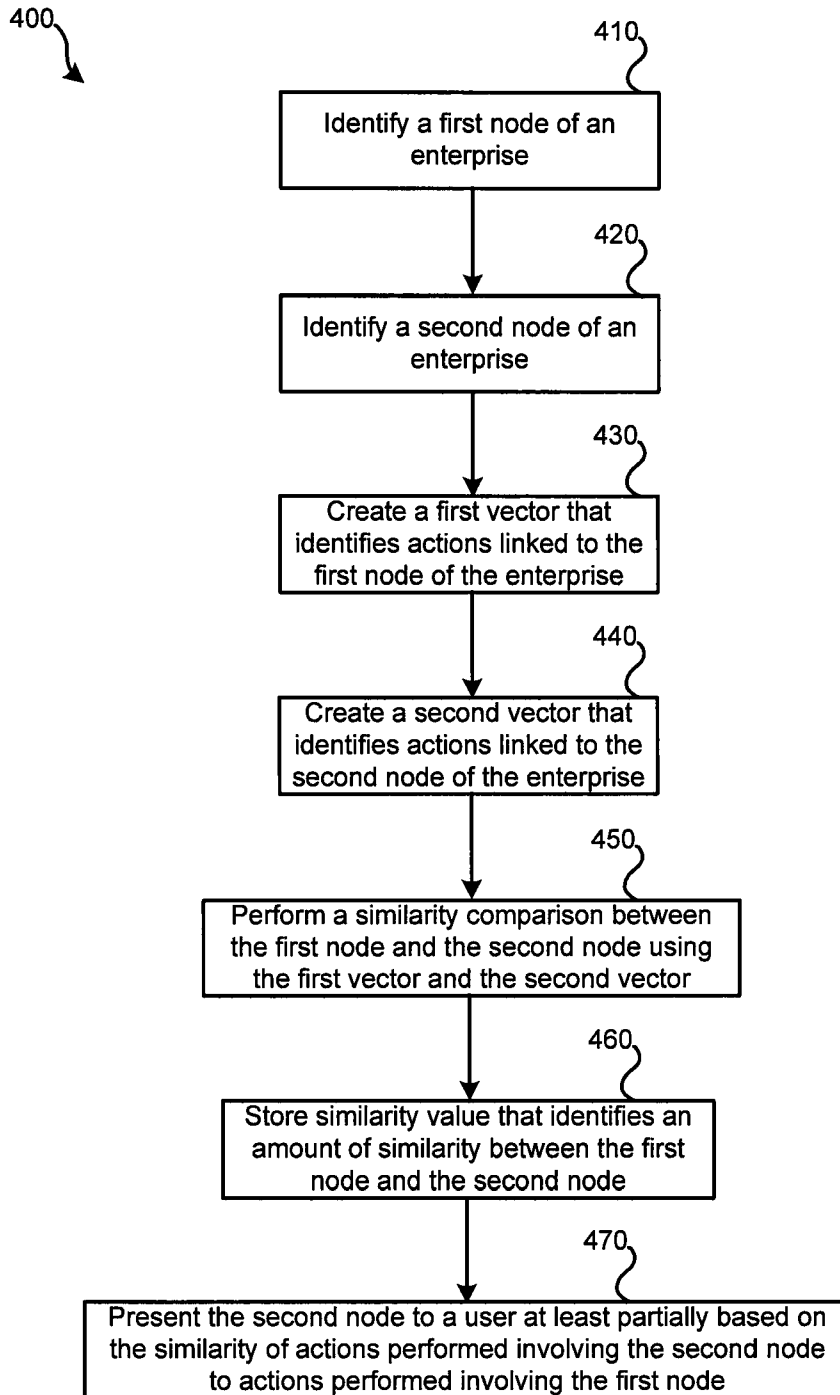 400
410
Identify a first node of an
enterprise
420
Identify a second node of an
enterprise
430
Create a first vector that
identifies actions linked to the
first node of the enterprise
440
Create a second vector that
identifies actions linked to the
second node of the enterprise
450
Perform a similarity comparison between
the first node and the second node using
the first vector and the second vector
460
Store similarity value that identifies an
amount of similarity between the first
node and the second node
470
Present the second node to a user at least partially based on
the similarity of actions performed involving the second node
to actions performed involving the first node